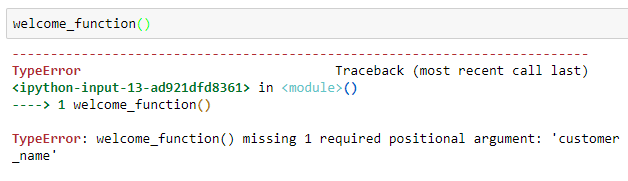 welcome_function()
---------------------------------------------------------------------------
TypeError                                 Traceback (most recent call last)
<ipython-input-13-ad921dfd8361> in <module>()
----> 1 welcome_function()
TypeError: welcome_function() missing 1 required positional argument: 'customer
_name'